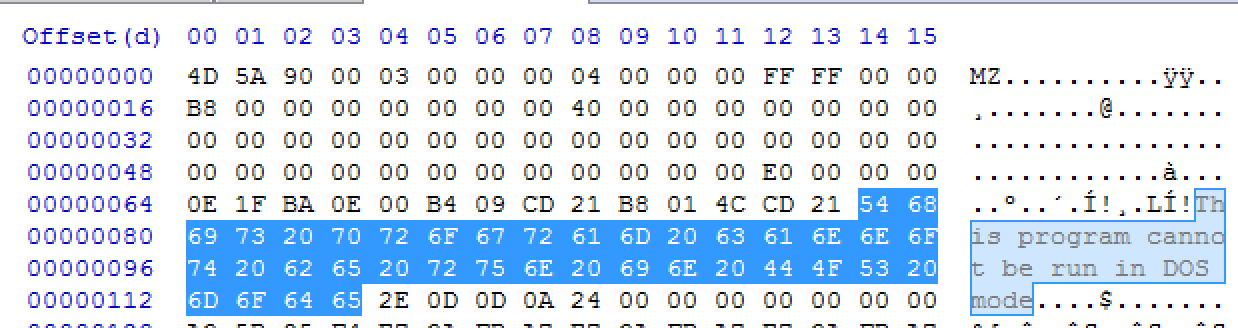 Offset(d) 00 01 02 03 04 05 06 07 08 09 10 11 12 13 14 15
00000000 4D 5A 90 00 03 00 00 00 04 00 00 00 FF FF 00 00 MZ..........ÿÿ..
00000016 B8 00 00 00 00 00 00 00 40 00 00 00 00 00 00 00 ¸.......@.......
00000032 00 00 00 00 00 00 00 00 00 00 00 00 00 00 00 00 ................
00000048 00 00 00 00 00 00 00 00 00 00 00 00 E0 00 00 00 ............à...
00000064 0E 1F BA 0E 00 B4 09 CD 21 B8 01 4C CD 21 54 68 ..º..´.Í!¸.LÍ!Th
00000080 69 73 20 70 72 6F 67 72 61 6D 20 63 61 6E 6E 6F is program canno
00000096 74 20 62 65 20 72 75 6E 20 69 6E 20 44 4F 53 20 t be run in DOS
00000112 6D 6F 64 65 2E 0D 0D 0A 24 00 00 00 00 00 00 00 mode....$.......